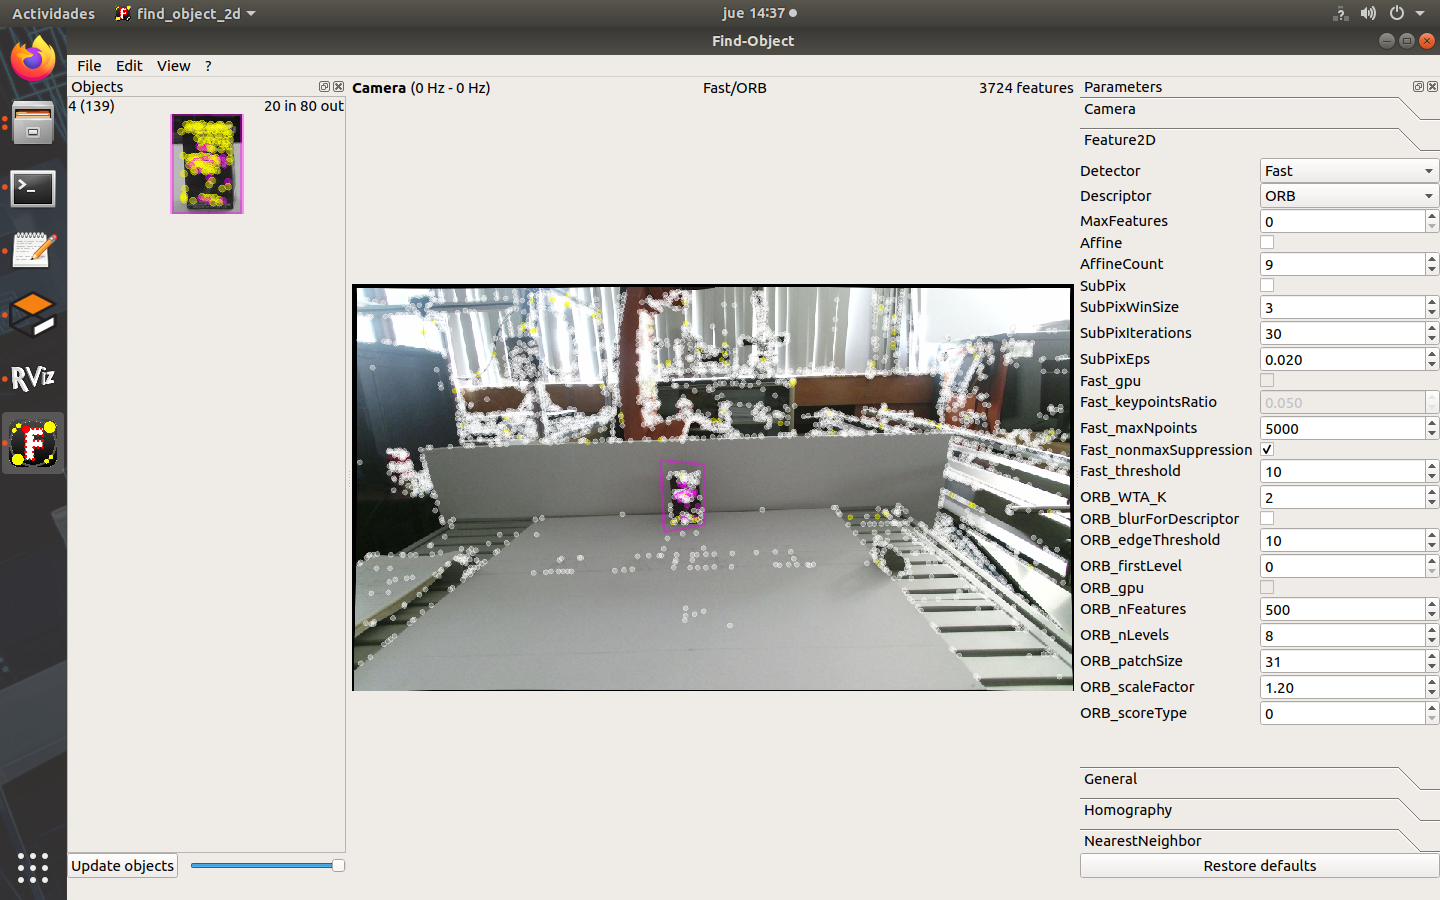 Actividades find_object_2d jue 14:37
Find-Object
File Edit View ?
Objects
4 (139) 20 in 80 out
Update objects
Camera (0 Hz - 0 Hz) Fast/ORB 3724 features
Parameters
Camera
Feature2D
Detector Fast
Descriptor ORB
MaxFeatures 0
Affine
AffineCount 9
SubPix
SubPixWinSize 3
SubPixIterations 30
SubPixEps 0.020
Fast_gpu
Fast_keypointsRatio 0.050
Fast_maxNpoints 5000
Fast_nonmaxSuppression
Fast_threshold 10
ORB_WTA_K 2
ORB_blurForDescriptor
ORB_edgeThreshold 10
ORB_firstLevel 0
ORB_gpu
ORB_nFeatures 500
ORB_nLevels 8
ORB_patchSize 31
ORB_scaleFactor 1.20
ORB_scoreType 0
General
Homography
NearestNeighbor
Restore defaults
RViz
F